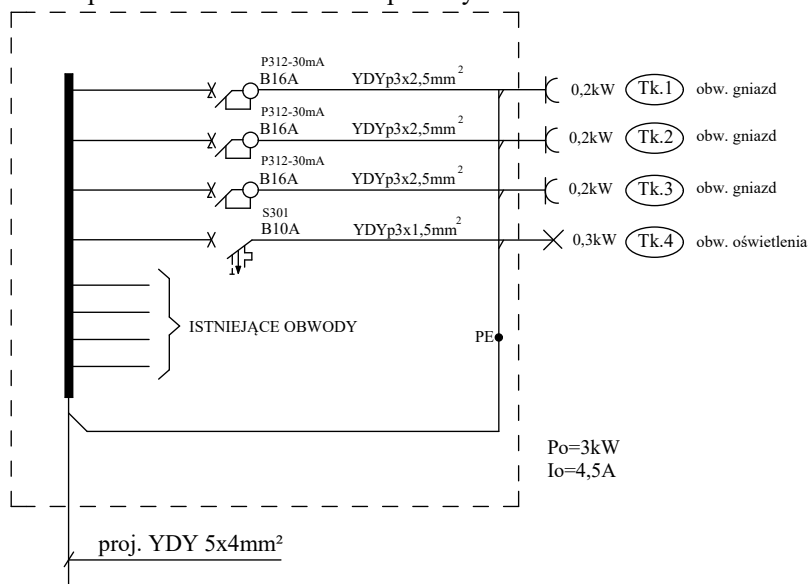 P312-30mA
B16A YDYp3x2,5mm² 0,2kW Tk.1 obw. gniazd
P312-30mA
B16A YDYp3x2,5mm² 0,2kW Tk.2 obw. gniazd
P312-30mA
B16A YDYp3x2,5mm² 0,2kW Tk.3 obw. gniazd
S301
B10A YDYp3x1,5mm² 0,3kW Tk.4 obw. oświetlenia
ISTNIEJĄCE OBWODY
PE
Po=3kW
Io=4,5A
proj. YDY 5x4mm²